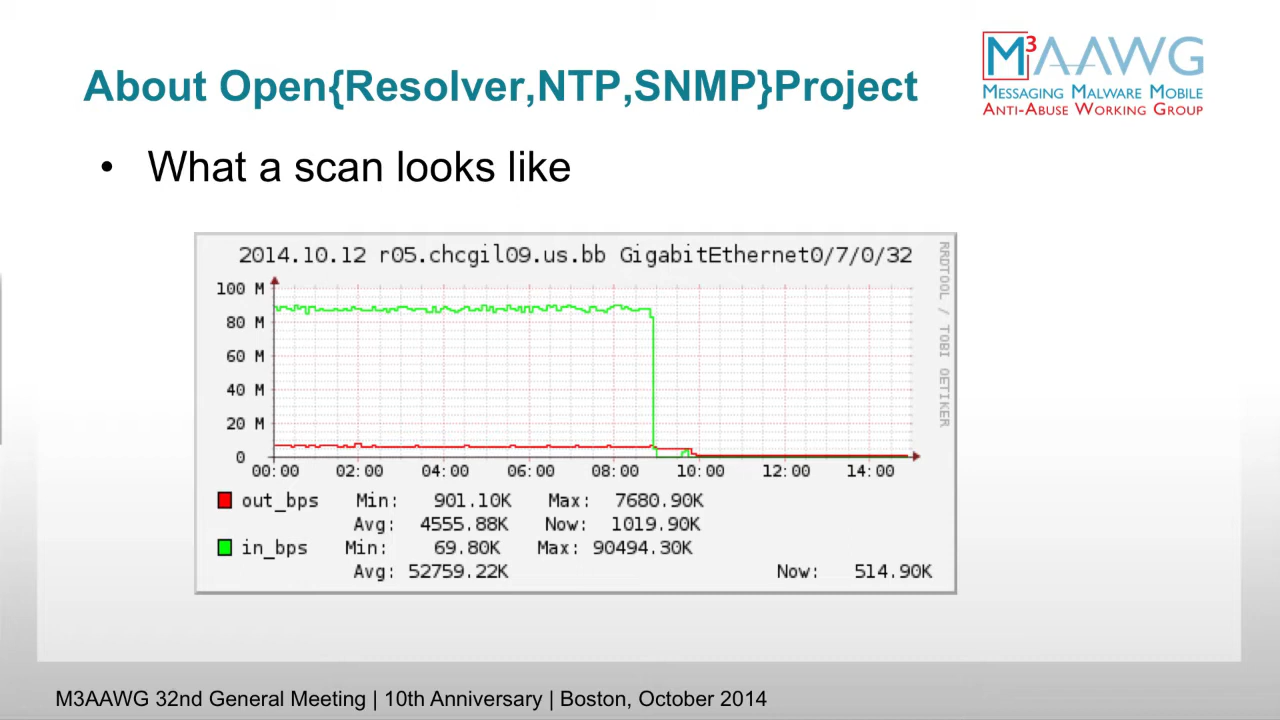 About Open{Resolver,NTP,SNMP}Project
M3AAWG
MESSAGING MALWARE MOBILE
ANTI-ABUSE WORKING GROUP
• What a scan looks like
2014.10.12 r05.chcgil09.us.bb GigabitEthernet0/7/0/32
RRDTOOL / TOBI OETIKER
100 M
80 M
60 M
40 M
20 M
0
00:00 02:00 04:00 06:00 08:00 10:00 12:00 14:00
out_bps Min: 901.10K Max: 7680.90K
Avg: 4555.88K Now: 1019.90K
in_bps Min: 69.80K Max: 90494.30K
Avg: 52759.22K Now: 514.90K
M3AAWG 32nd General Meeting | 10th Anniversary | Boston, October 2014